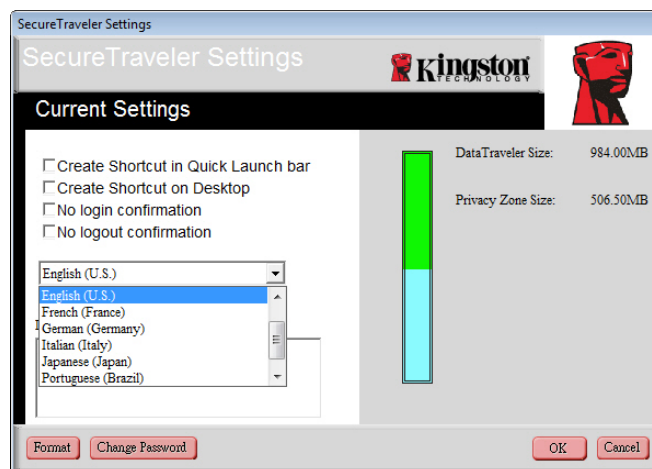 SecureTraveler Settings
SecureTraveler Settings
Kingston
TECHNOLOGY
Current Settings
Create Shortcut in Quick Launch bar
Create Shortcut on Desktop
No login confirmation
No logout confirmation
DataTraveler Size: 984.00MB
Privacy Zone Size: 506.50MB
English (U.S.)
English (U.S.)
French (France)
German (Germany)
Italian (Italy)
Japanese (Japan)
Portuguese (Brazil)
Format
Change Password
OK
Cancel